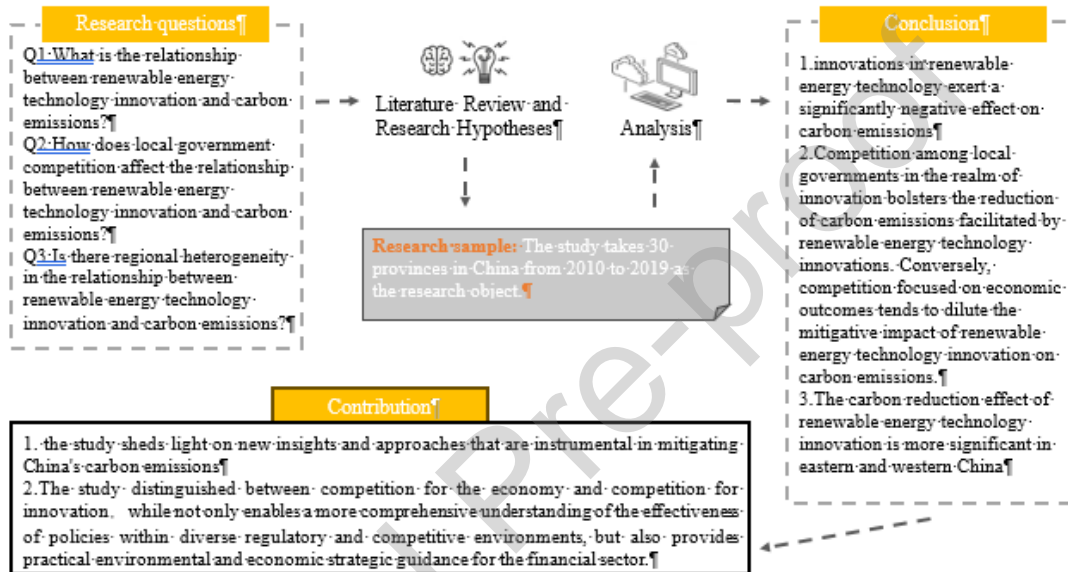 Research questions¶
Q1 What is the relationship
between renewable energy
technology innovation and carbon
emissions?¶
Q2 How does local government
competition affect the relationship
between renewable energy
technology innovation and carbon
emissions?¶
Q3 Is there regional heterogeneity
in the relationship between
renewable energy technology
innovation and carbon emissions?¶
Literature Review and
Research Hypotheses¶
Analysis¶
Research sample: The study takes 30
provinces in China from 2010 to 2019 as
the research object.¶
Conclusion¶
1.innovations in renewable
energy technology exert a
significantly negative effect on
carbon emissions¶
2.Competition among local
governments in the realm of
innovation bolsters the reduction
of carbon emissions facilitated by
renewable energy technology
innovations. Conversely,
competition focused on economic
outcomes tends to dilute the
mitigative impact of renewable
energy technology innovation on
carbon emissions.¶
3.The carbon reduction effect of
renewable energy technology
innovation is more significant in
eastern and western China¶
Contribution¶
1. the study sheds light on new insights and approaches that are instrumental in mitigating
China's carbon emissions¶
2.The study distinguished between competition for the economy and competition for
innovation, while not only enables a more comprehensive understanding of the effectiveness
of policies within diverse regulatory and competitive environments, but also provides
practical environmental and economic strategic guidance for the financial sector.¶
l Pre-proof